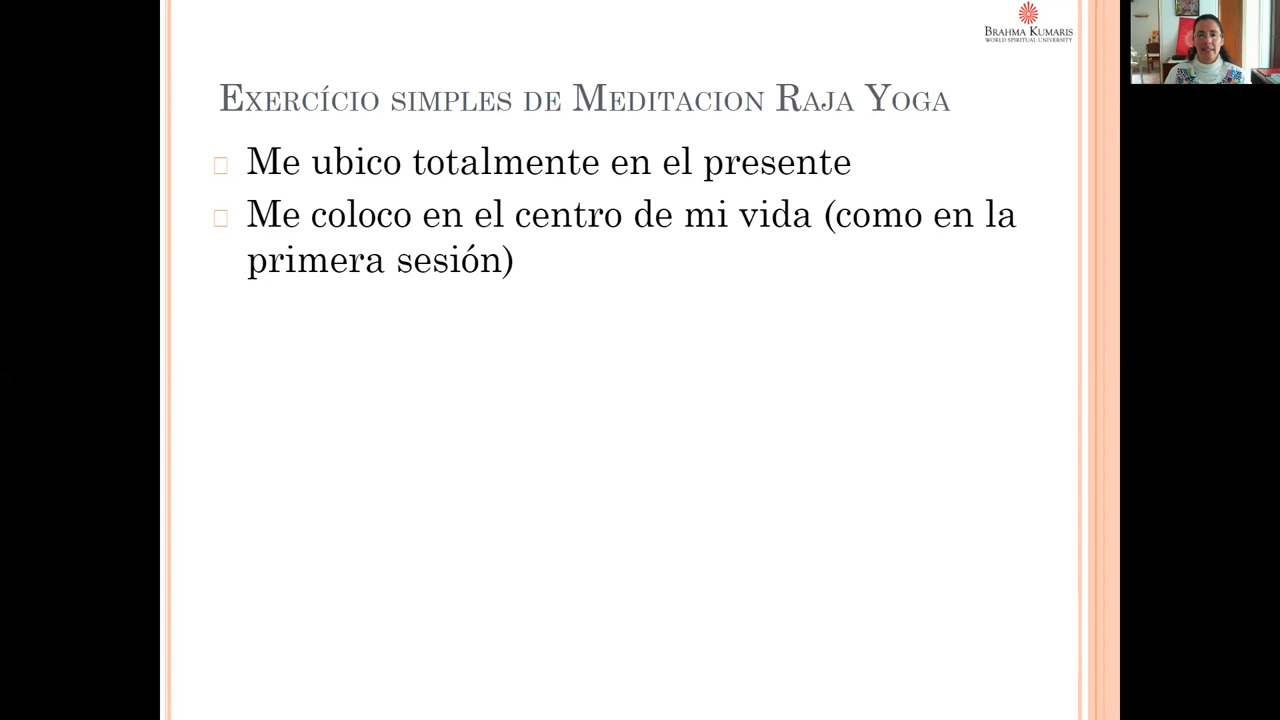 BRAHMA KUMARIS
WORLD SPIRITUAL UNIVERSITY
EXERCÍCIO SIMPLES DE MEDITACION RAJA YOGA
Me ubico totalmente en el presente
Me coloco en el centro de mi vida (como en la
primera sesión)